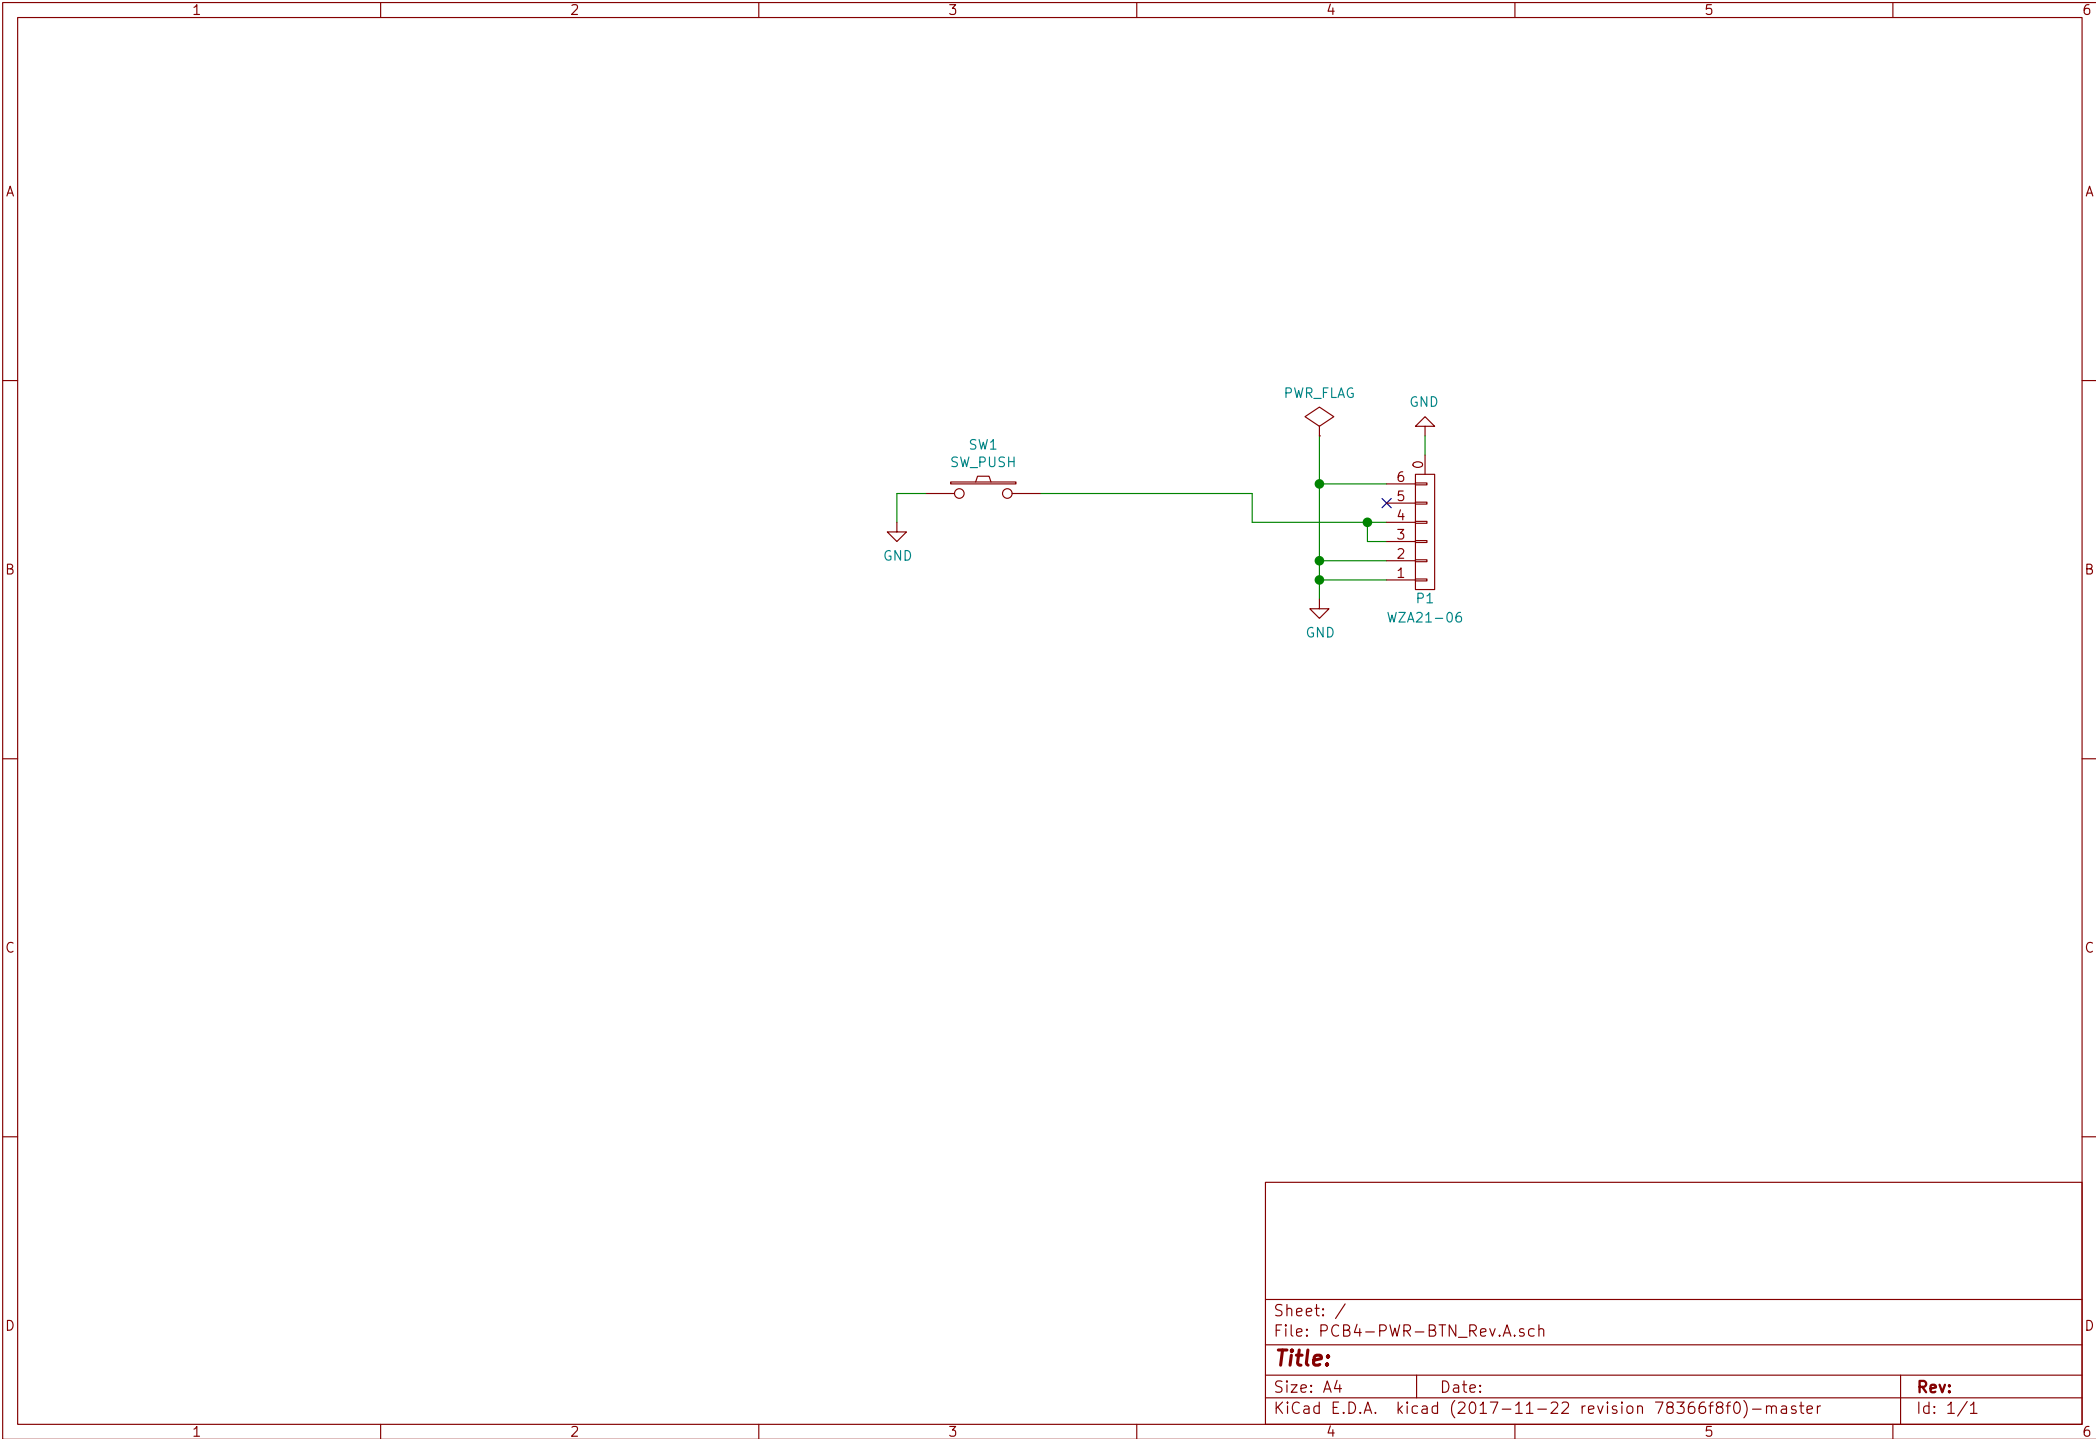 1 2 3 4 5 6
A A
PWR_FLAG
GND
SW1
SW_PUSH
0
6
5
4
3
2
1
GND
B B
P1
WZA21-06
GND
C C
Sheet: /
File: PCB4-PWR-BTN_Rev.A.sch
D D
Title:
Size: A4 Date: Rev:
KiCad E.D.A. kicad (2017-11-22 revision 78366f8f0)-master Id: 1/1
1 2 3 4 5 6